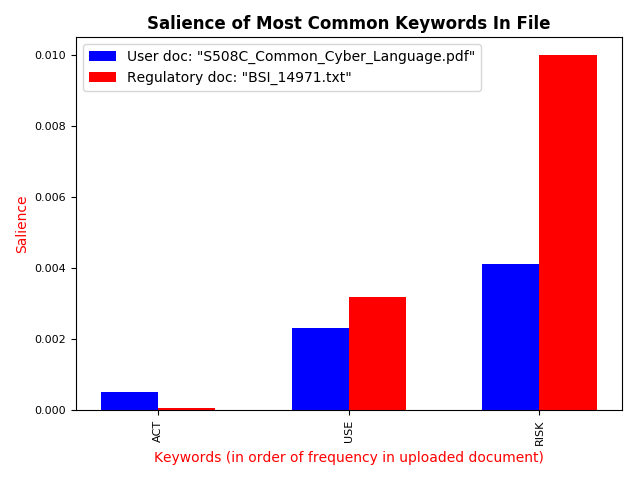 Salience of Most Common Keywords In File
User doc: "S508C_Common_Cyber_Language.pdf"
Regulatory doc: "BSI_14971.txt"
0.010
0.008
0.006
0.004
0.002
0.000
Salience
ACT
USE
RISK
Keywords (in order of frequency in uploaded document)